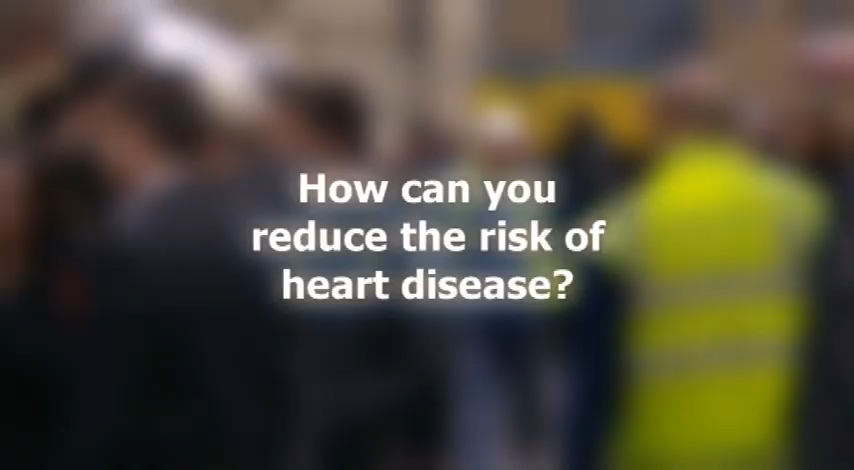 How can you
reduce the risk of
heart disease?